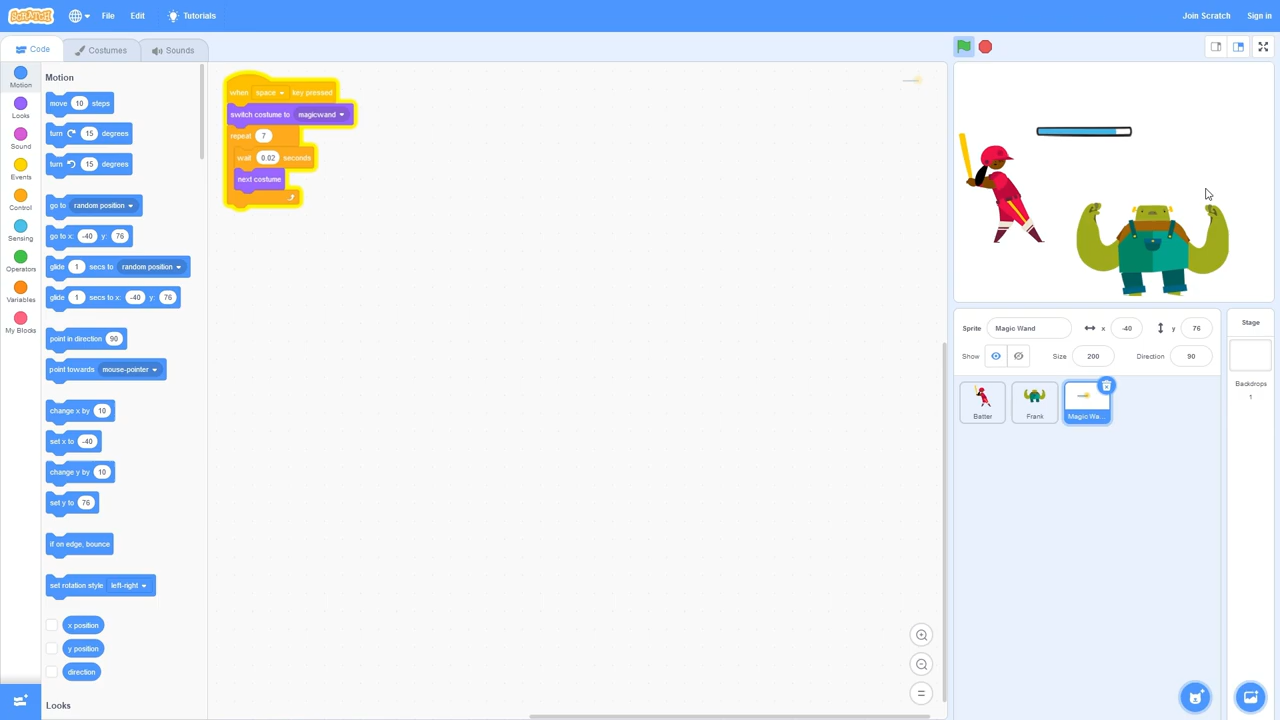 SCRATCH File Edit Tutorials Join Scratch Sign in
Code Costumes Sounds
Motion
Looks
Sound
Events
Control
Sensing
Operators
Variables
My Blocks
Motion
move 10 steps
turn 15 degrees
turn 15 degrees
go to random position
go to x: -40 y: 76
glide 1 secs to random position
glide 1 secs to x: -40 y: 76
point in direction 90
point towards mouse-pointer
change x by 10
set x to -40
change y by 10
set y to 76
if on edge, bounce
set rotation style left-right
x position
y position
direction
Looks
when space key pressed
switch costume to magicwand
repeat 7
wait 0.02 seconds
next costume
Sprite Magic Wand x -40 y 76
Show Size 200 Direction 90
Batter Frank Magic Wa...
Stage
Backdrops
1